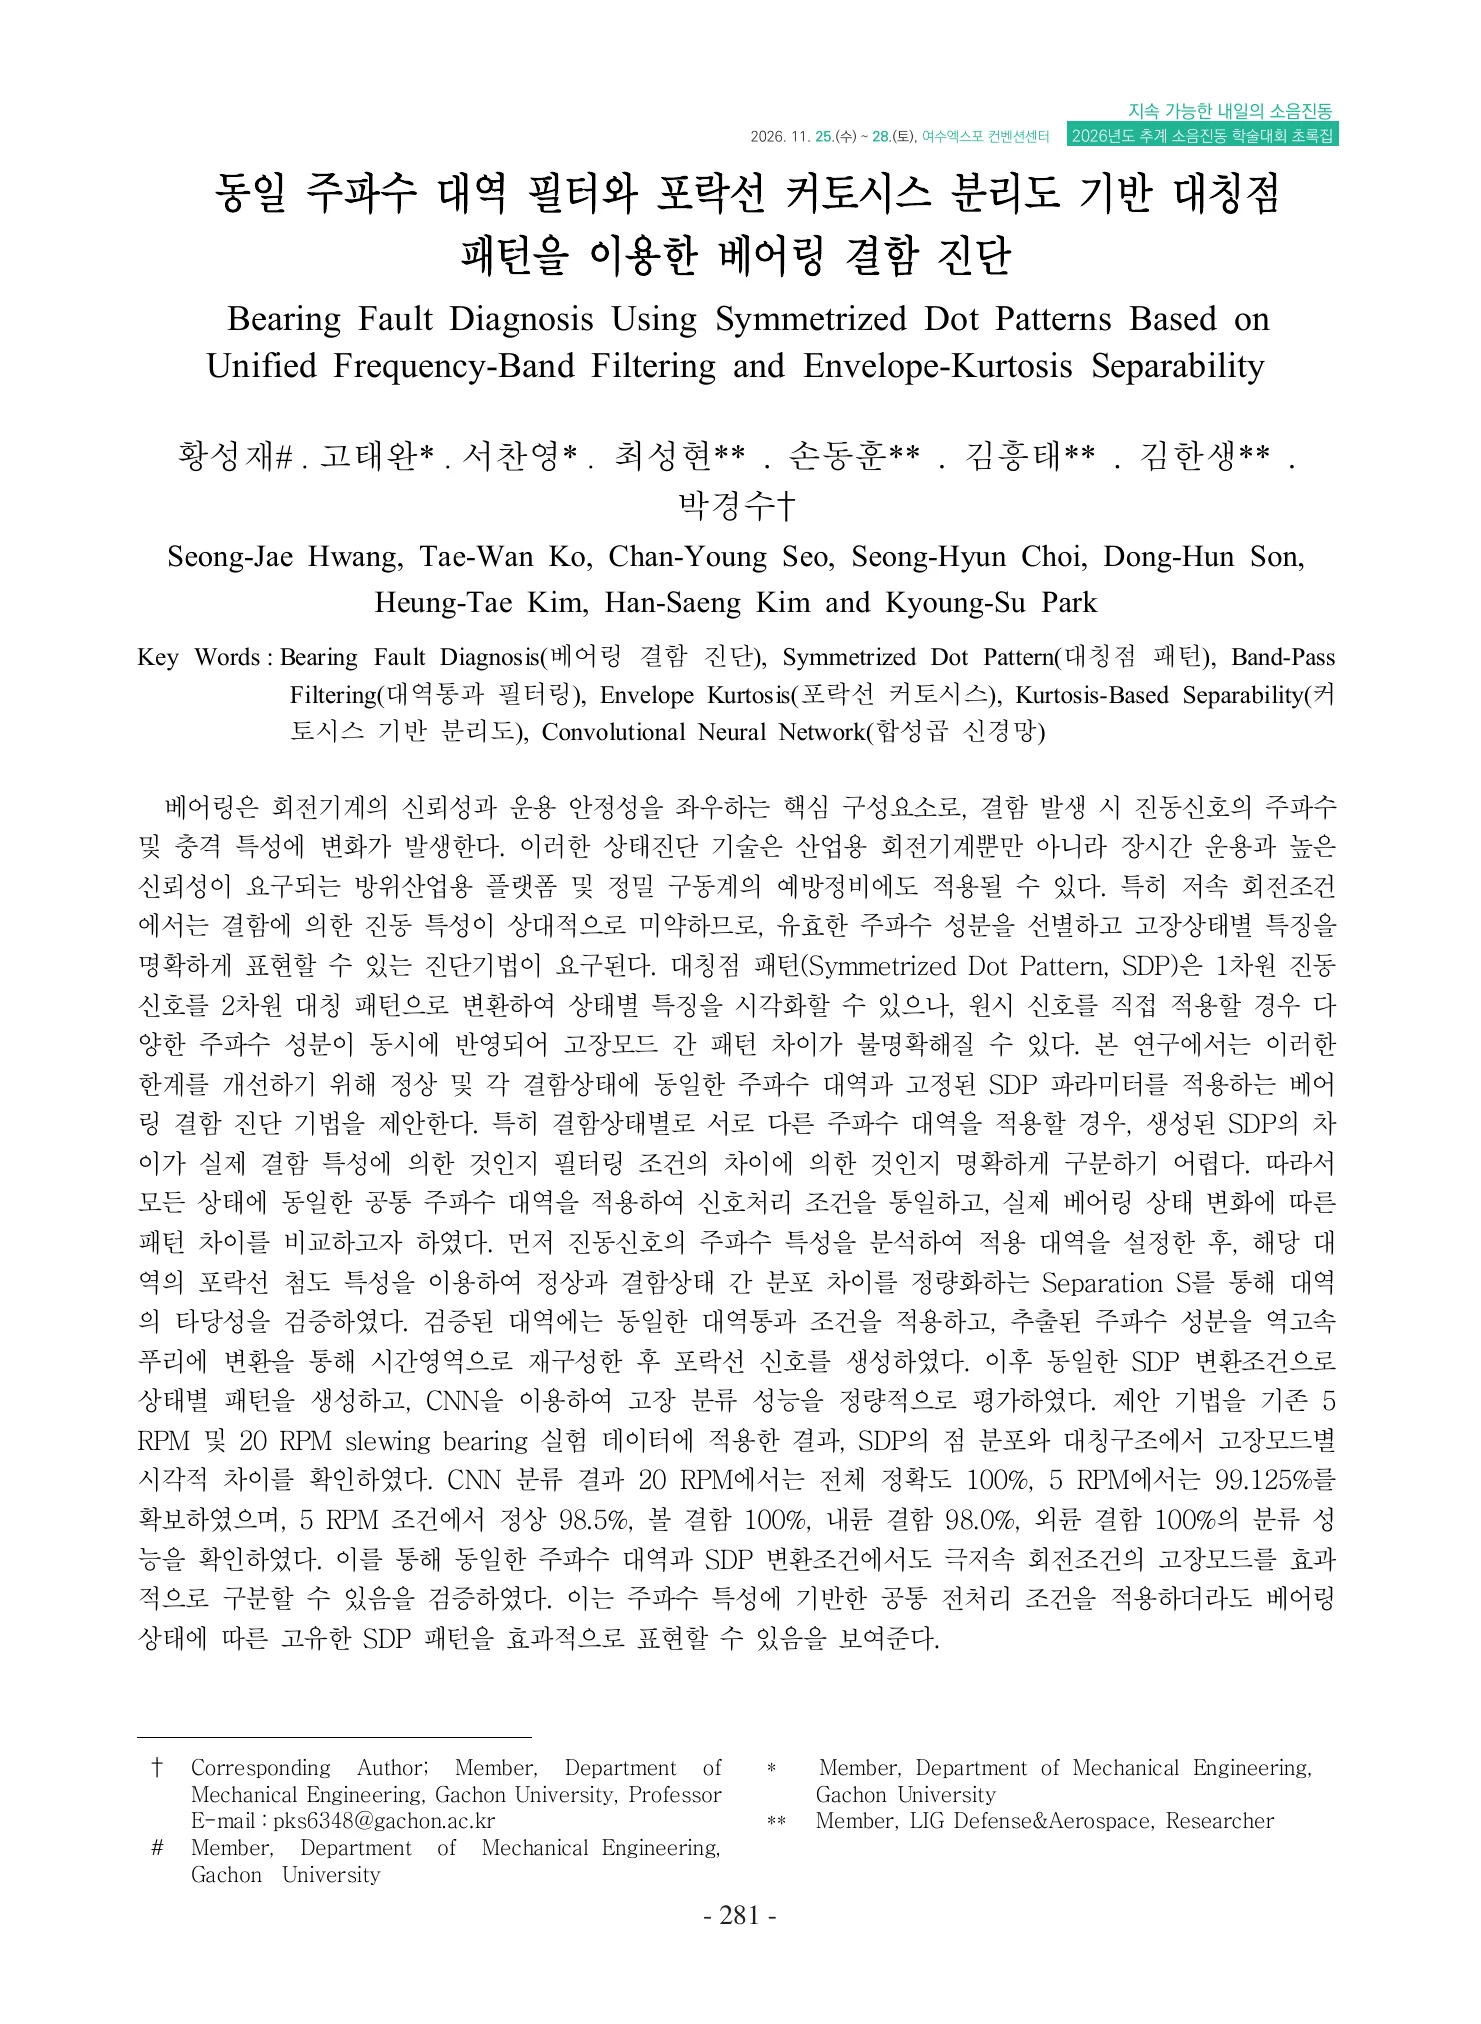 지속 가능한 내일의 소음진동
2026. 11. 25.(수) ~ 28.(토), 여수엑스포 컨벤션센터 2026년도 추계 소음진동 학술대회 초록집
동일 주파수 대역 필터와 포락선 커토시스 분리도 기반 대칭점
패턴을 이용한 베어링 결함 진단
Bearing Fault Diagnosis Using Symmetrized Dot Patterns Based on
Unified Frequency-Band Filtering and Envelope-Kurtosis Separability
황성재# . 고태완* . 서찬영* . 최성현** . 손동훈** . 김흥태** . 김한생** .
박경수†
Seong-Jae Hwang, Tae-Wan Ko, Chan-Young Seo, Seong-Hyun Choi, Dong-Hun Son,
Heung-Tae Kim, Han-Saeng Kim and Kyoung-Su Park
Key Words : Bearing Fault Diagnosis(베어링 결함 진단), Symmetrized Dot Pattern(대칭점 패턴), Band-Pass
Filtering(대역통과 필터링), Envelope Kurtosis(포락선 커토시스), Kurtosis-Based Separability(커
토시스 기반 분리도), Convolutional Neural Network(합성곱 신경망)
베어링은 회전기계의 신뢰성과 운용 안정성을 좌우하는 핵심 구성요소로, 결함 발생 시 진동신호의 주파수
및 충격 특성에 변화가 발생한다. 이러한 상태진단 기술은 산업용 회전기계뿐만 아니라 장시간 운용과 높은
신뢰성이 요구되는 방위산업용 플랫폼 및 정밀 구동계의 예방정비에도 적용될 수 있다. 특히 저속 회전조건
에서는 결함에 의한 진동 특성이 상대적으로 미약하므로, 유효한 주파수 성분을 선별하고 고장상태별 특징을
명확하게 표현할 수 있는 진단기법이 요구된다. 대칭점 패턴(Symmetrized Dot Pattern, SDP)은 1차원 진동
신호를 2차원 대칭 패턴으로 변환하여 상태별 특징을 시각화할 수 있으나, 원시 신호를 직접 적용할 경우 다
양한 주파수 성분이 동시에 반영되어 고장모드 간 패턴 차이가 불명확해질 수 있다. 본 연구에서는 이러한
한계를 개선하기 위해 정상 및 각 결함상태에 동일한 주파수 대역과 고정된 SDP 파라미터를 적용하는 베어
링 결함 진단 기법을 제안한다. 특히 결함상태별로 서로 다른 주파수 대역을 적용할 경우, 생성된 SDP의 차
이가 실제 결함 특성에 의한 것인지 필터링 조건의 차이에 의한 것인지 명확하게 구분하기 어렵다. 따라서
모든 상태에 동일한 공통 주파수 대역을 적용하여 신호처리 조건을 통일하고, 실제 베어링 상태 변화에 따른
패턴 차이를 비교하고자 하였다. 먼저 진동신호의 주파수 특성을 분석하여 적용 대역을 설정한 후, 해당 대
역의 포락선 첨도 특성을 이용하여 정상과 결함상태 간 분포 차이를 정량화하는 Separation S를 통해 대역
의 타당성을 검증하였다. 검증된 대역에는 동일한 대역통과 조건을 적용하고, 추출된 주파수 성분을 역고속
푸리에 변환을 통해 시간영역으로 재구성한 후 포락선 신호를 생성하였다. 이후 동일한 SDP 변환조건으로
상태별 패턴을 생성하고, CNN을 이용하여 고장 분류 성능을 정량적으로 평가하였다. 제안 기법을 기존 5
RPM 및 20 RPM slewing bearing 실험 데이터에 적용한 결과, SDP의 점 분포와 대칭구조에서 고장모드별
시각적 차이를 확인하였다. CNN 분류 결과 20 RPM에서는 전체 정확도 100%, 5 RPM에서는 99.125%를
확보하였으며, 5 RPM 조건에서 정상 98.5%, 볼 결함 100%, 내륜 결함 98.0%, 외륜 결함 100%의 분류 성
능을 확인하였다. 이를 통해 동일한 주파수 대역과 SDP 변환조건에서도 극저속 회전조건의 고장모드를 효과
적으로 구분할 수 있음을 검증하였다. 이는 주파수 특성에 기반한 공통 전처리 조건을 적용하더라도 베어링
상태에 따른 고유한 SDP 패턴을 효과적으로 표현할 수 있음을 보여준다.
† Corresponding Author; Member, Department of
Mechanical Engineering, Gachon University, Professor
E-mail : pks6348@gachon.ac.kr
# Member, Department of Mechanical Engineering,
Gachon University
* Member, Department of Mechanical Engineering,
Gachon University
** Member, LIG Defense&Aerospace, Researcher
- 281 -